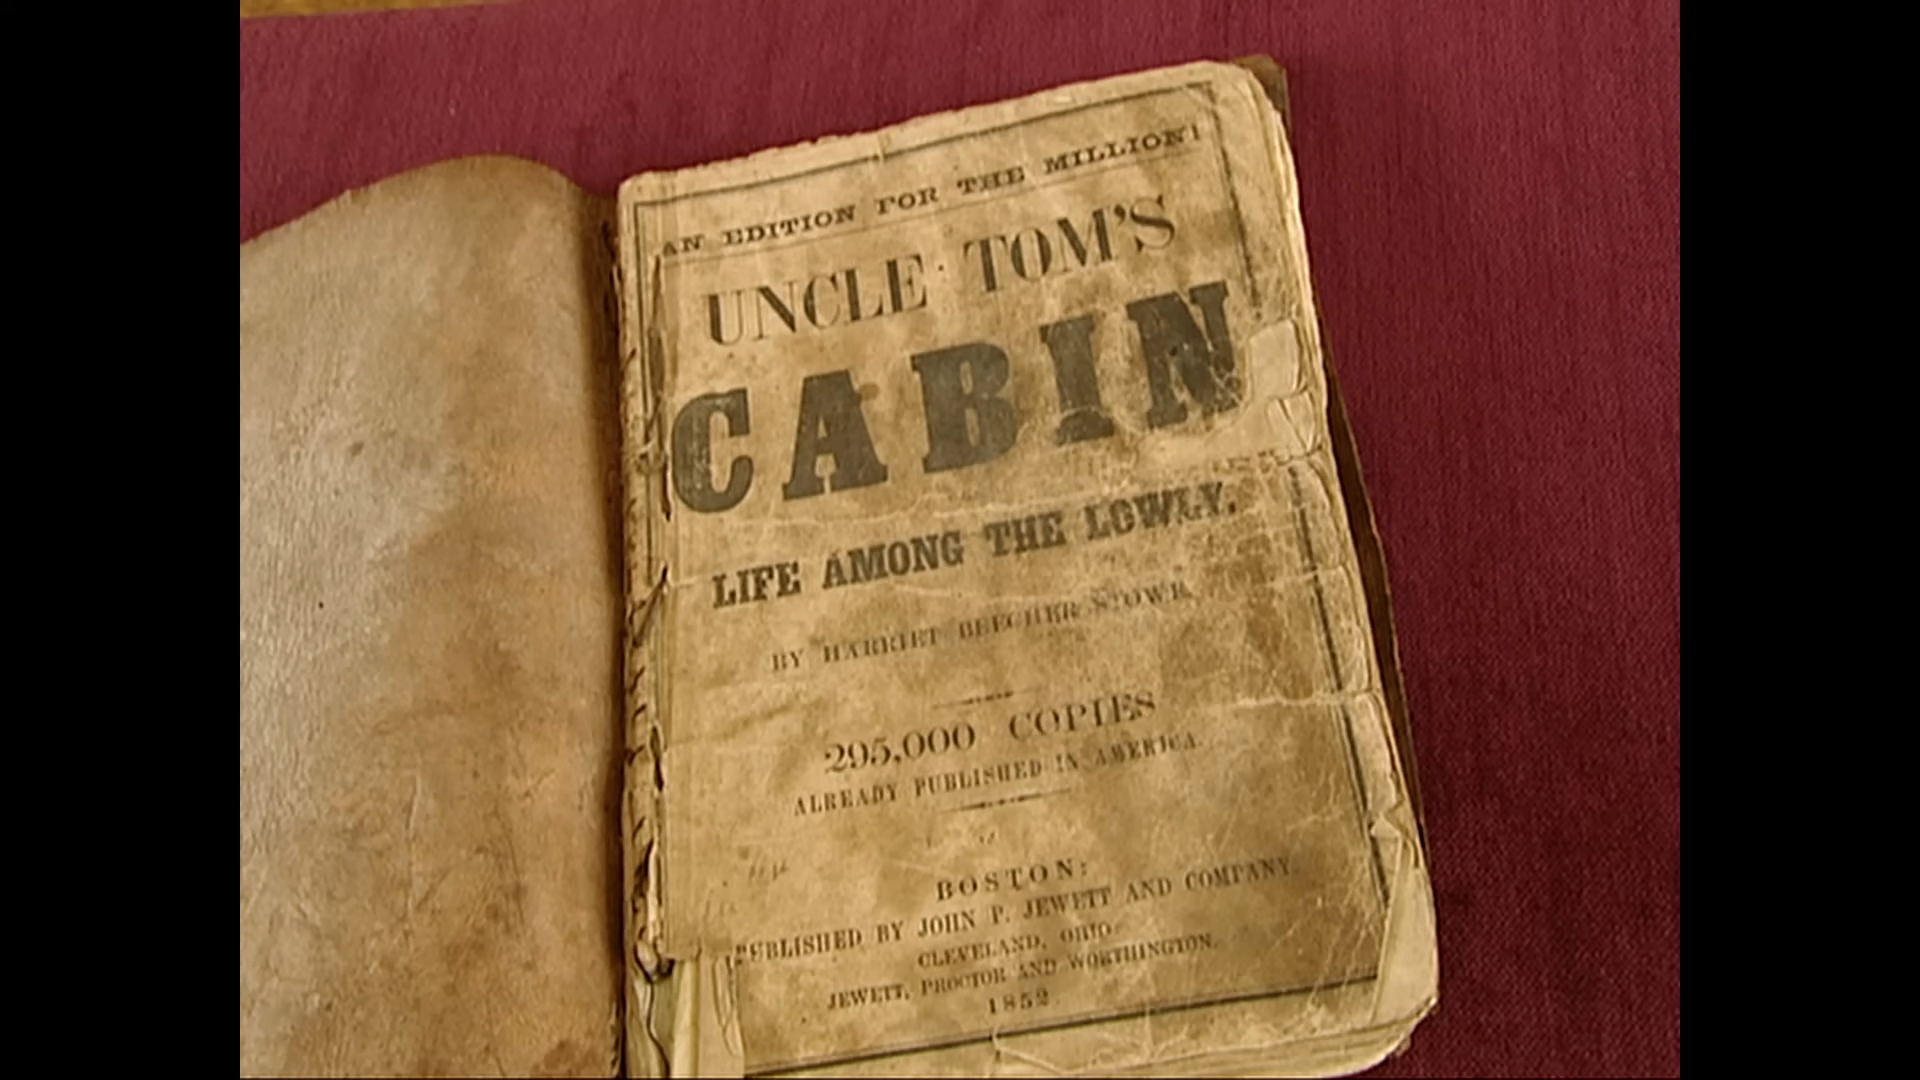 AN EDITION FOR THE MILLION!
UNCLE TOM'S
CABIN
LIFE AMONG THE LOWLY.
BY HARRIET BEECHER STOWE
295,000 COPIES
ALREADY PUBLISHED IN AMERICA.
BOSTON:
PUBLISHED BY JOHN P. JEWETT AND COMPANY.
CLEVELAND, OHIO:
JEWETT, PROCTOR AND WORTHINGTON.
1852.